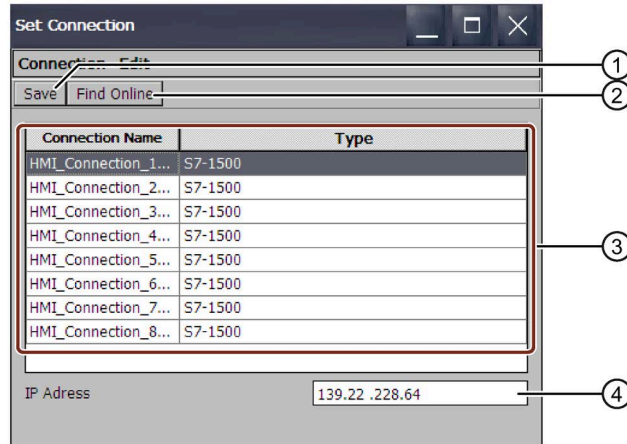 Set Connection
Connection Edit
1
Save Find Online
2
Connection Name Type
HMI_Connection_1... S7-1500
HMI_Connection_2... S7-1500
HMI_Connection_3... S7-1500
HMI_Connection_4... S7-1500
3
HMI_Connection_5... S7-1500
HMI_Connection_6... S7-1500
HMI_Connection_7... S7-1500
HMI_Connection_8... S7-1500
IP Adress 139.22 .228.64
4